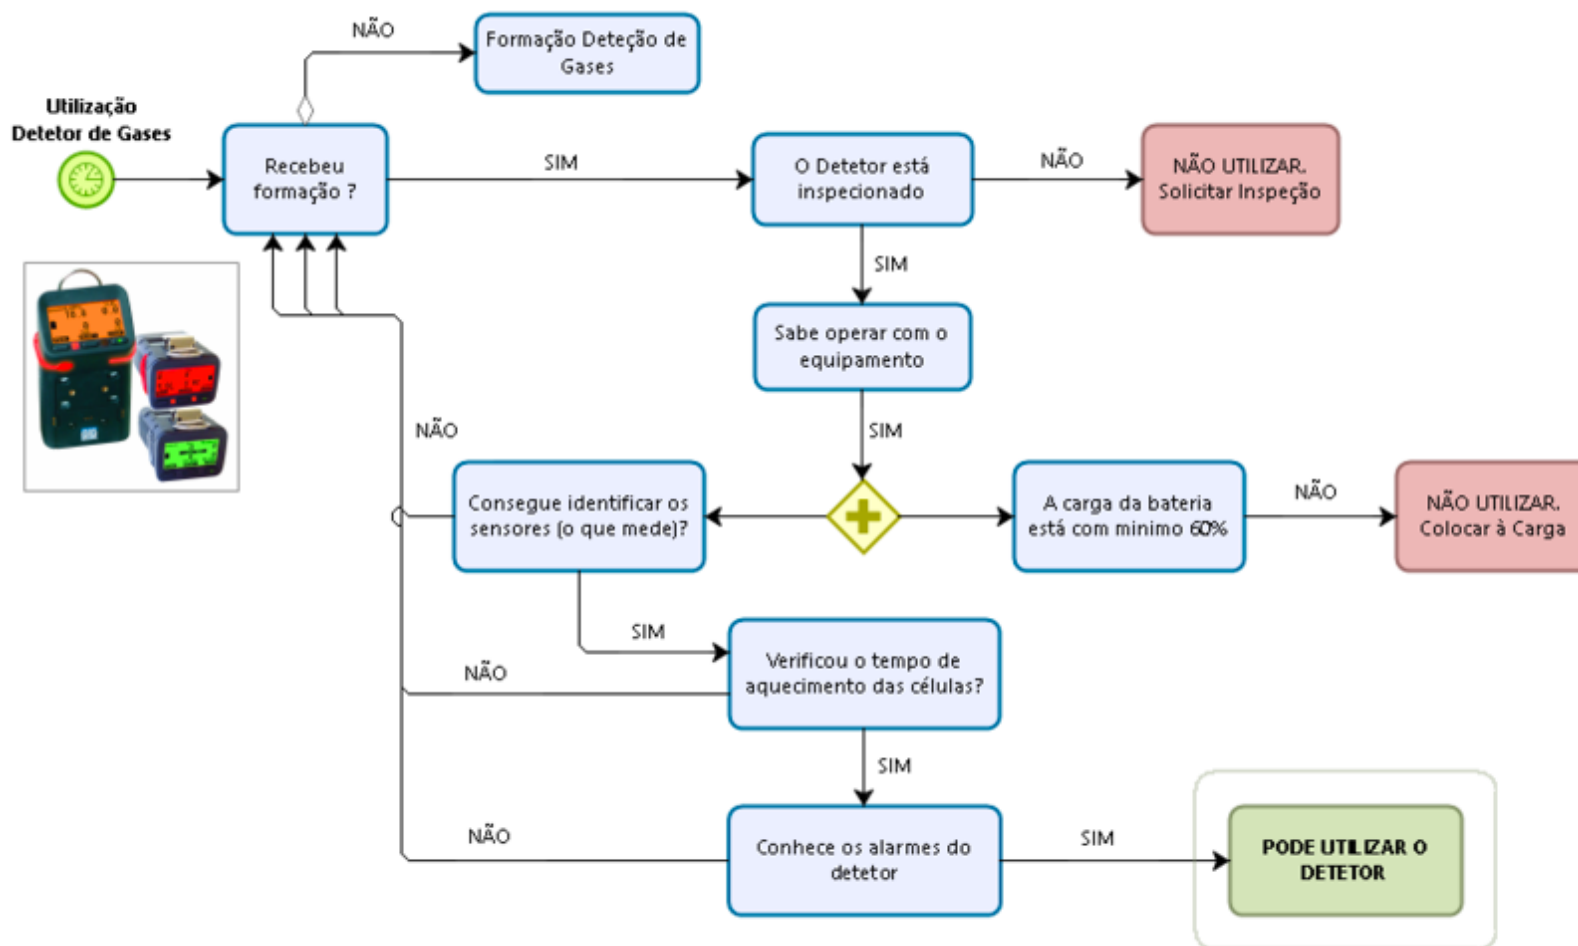 NÃO
Formação Deteção de
Gases
Utilização
Detetor de Gases
Recebeu
formação ?
SIM
O Detetor está
inspecionado
NÃO
NÃO UTILIZAR.
Solicitar Inspeção
SIM
Sabe operar com o
equipamento
SIM
NÃO
Consegue identificar os
sensores (o que mede)?
A carga da bateria
está com minimo 60%
NÃO
NÃO UTILIZAR.
Colocar à Carga
SIM
Verificou o tempo de
aquecimento das células?
NÃO
SIM
NÃO
Conhece os alarmes do
detetor
SIM
PODE UTILIZAR O
DETETOR